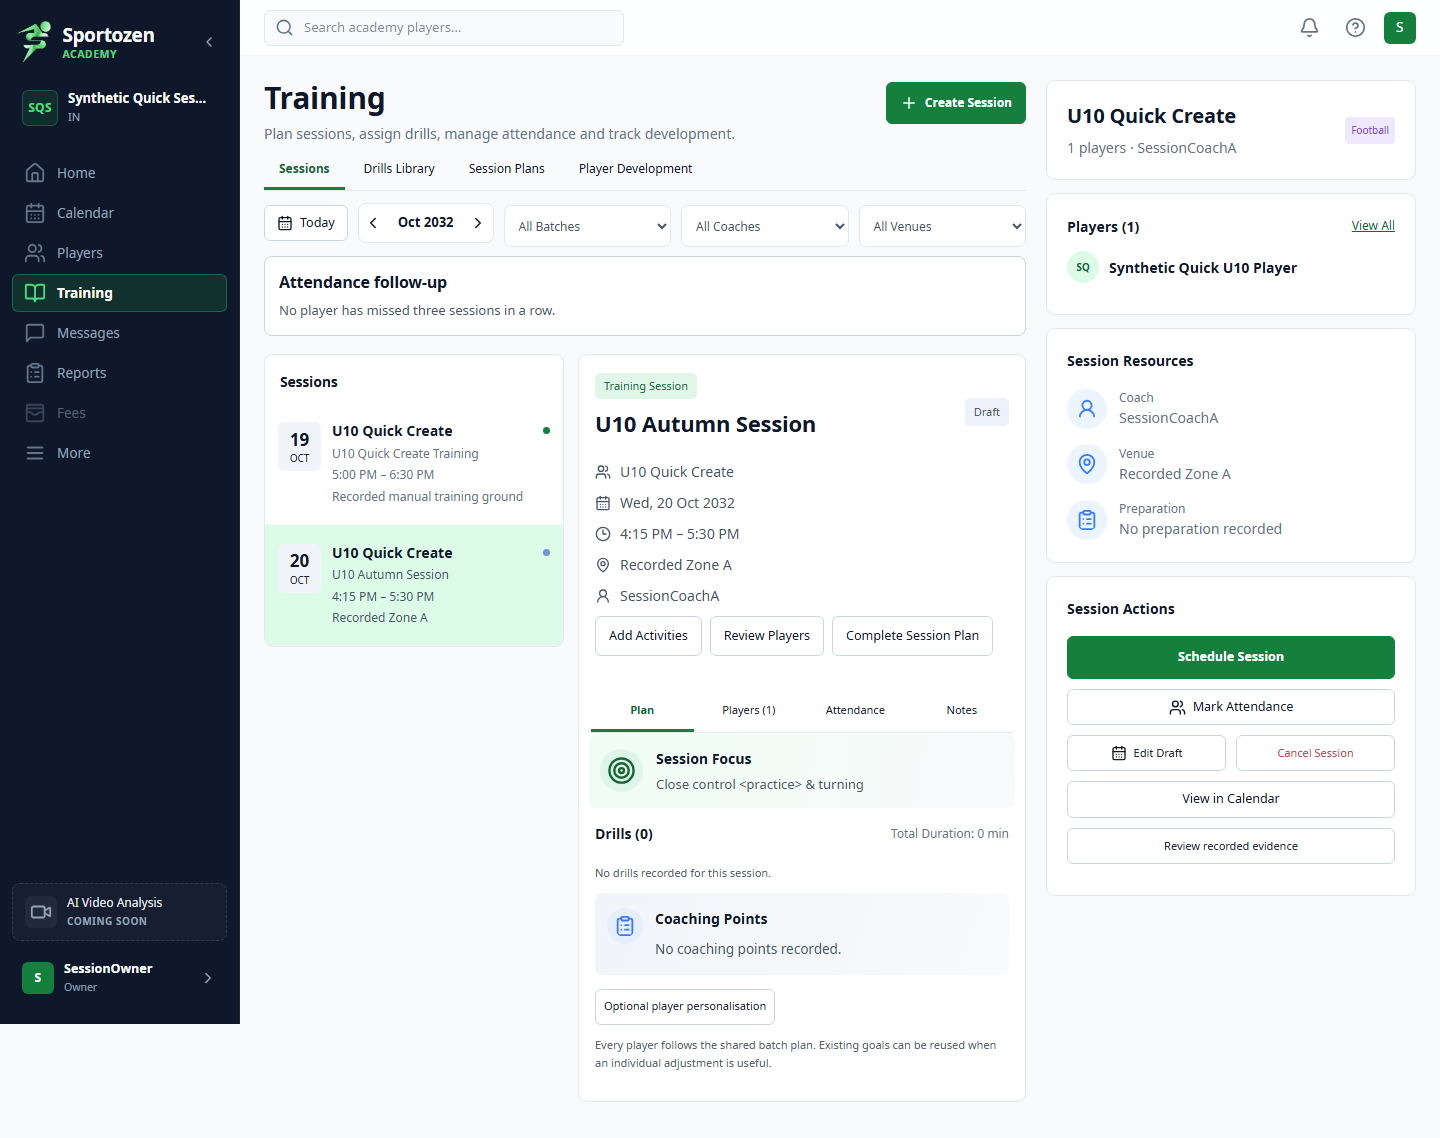 Sportozen
ACADEMY
SQS
Synthetic Quick Ses...
IN
Home
Calendar
Players
Training
Messages
Reports
Fees
More
AI Video Analysis
COMING SOON
S
SessionOwner
Owner
Search academy players...
S
Training
Plan sessions, assign drills, manage attendance and track development.
Create Session
Sessions
Drills Library
Session Plans
Player Development
Today
Oct 2032
All Batches
All Coaches
All Venues
Attendance follow-up
No player has missed three sessions in a row.
Sessions
19
OCT
U10 Quick Create
U10 Quick Create Training
5:00 PM – 6:30 PM
Recorded manual training ground
20
OCT
U10 Quick Create
U10 Autumn Session
4:15 PM – 5:30 PM
Recorded Zone A
Training Session
U10 Autumn Session
Draft
U10 Quick Create
Wed, 20 Oct 2032
4:15 PM – 5:30 PM
Recorded Zone A
SessionCoachA
Add Activities
Review Players
Complete Session Plan
Plan
Players (1)
Attendance
Notes
Session Focus
Close control <practice> & turning
Drills (0)
Total Duration: 0 min
No drills recorded for this session.
Coaching Points
No coaching points recorded.
Optional player personalisation
Every player follows the shared batch plan. Existing goals can be reused when
an individual adjustment is useful.
U10 Quick Create
1 players · SessionCoachA
Football
Players (1)
View All
SQ
Synthetic Quick U10 Player
Session Resources
Coach
SessionCoachA
Venue
Recorded Zone A
Preparation
No preparation recorded
Session Actions
Schedule Session
Mark Attendance
Edit Draft
Cancel Session
View in Calendar
Review recorded evidence